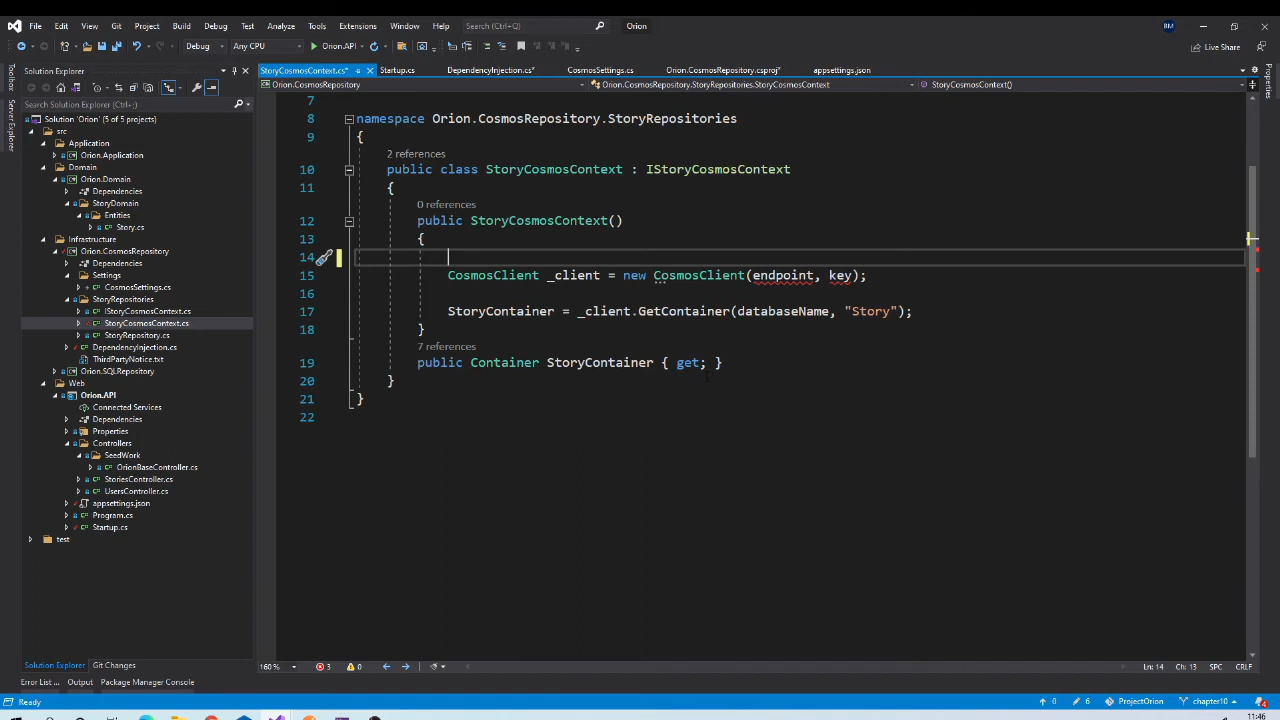 File Edit View Git Project Build Debug Test Analyze Tools Extensions Window Help Search (Ctrl+Q) Orion BM
Debug Any CPU Orion.API Live Share
Toolbox
Server Explorer
Properties
Solution Explorer
Search Solution Explorer (Ctrl+;)
Solution 'Orion' (5 of 5 projects)
src
Application
Orion.Application
Domain
Orion.Domain
Dependencies
StoryDomain
Entities
Story.cs
Infrastructure
Orion.CosmosRepository
Dependencies
Settings
CosmosSettings.cs
StoryRepositories
IStoryCosmosContext.cs
StoryCosmosContext.cs
StoryRepository.cs
DependencyInjection.cs
ThirdPartyNotice.txt
Orion.SQLRepository
Web
Orion.API
Connected Services
Dependencies
Properties
Controllers
SeedWork
OrionBaseController.cs
StoriesController.cs
UsersController.cs
appsettings.json
Program.cs
Startup.cs
test
Solution Explorer Git Changes
StoryCosmosContext.cs* Startup.cs DependencyInjection.cs* CosmosSettings.cs Orion.CosmosRepository.csproj* appsettings.json
Orion.CosmosRepository Orion.CosmosRepository.StoryRepositories.StoryCosmosContext StoryCosmosContext()
7
8 namespace Orion.CosmosRepository.StoryRepositories
9 {
2 references
10 public class StoryCosmosContext : IStoryCosmosContext
11 {
0 references
12 public StoryCosmosContext()
13 {
14
15 CosmosClient _client = new CosmosClient(endpoint, key);
16
17 StoryContainer = _client.GetContainer(databaseName, "Story");
18 }
7 references
19 public Container StoryContainer { get; }
20 }
21 }
22
160 % 3 0 Ln: 14 Ch: 13 SPC CRLF
Error List ... Output Package Manager Console
Ready 0 6 ProjectOrion chapter10 4
11:46